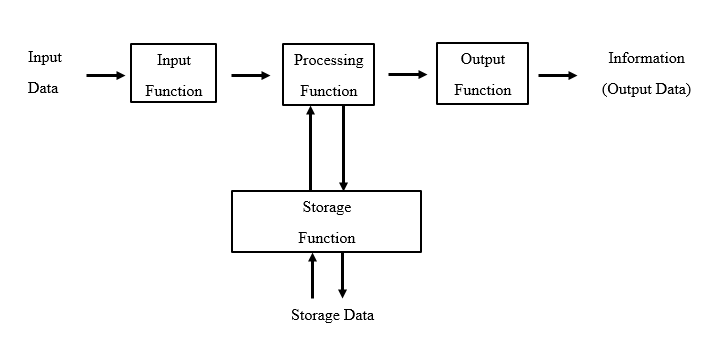 Input
Data
Input
Function
Processing
Function
Output
Function
Information
(Output Data)
Storage
Function
Storage Data